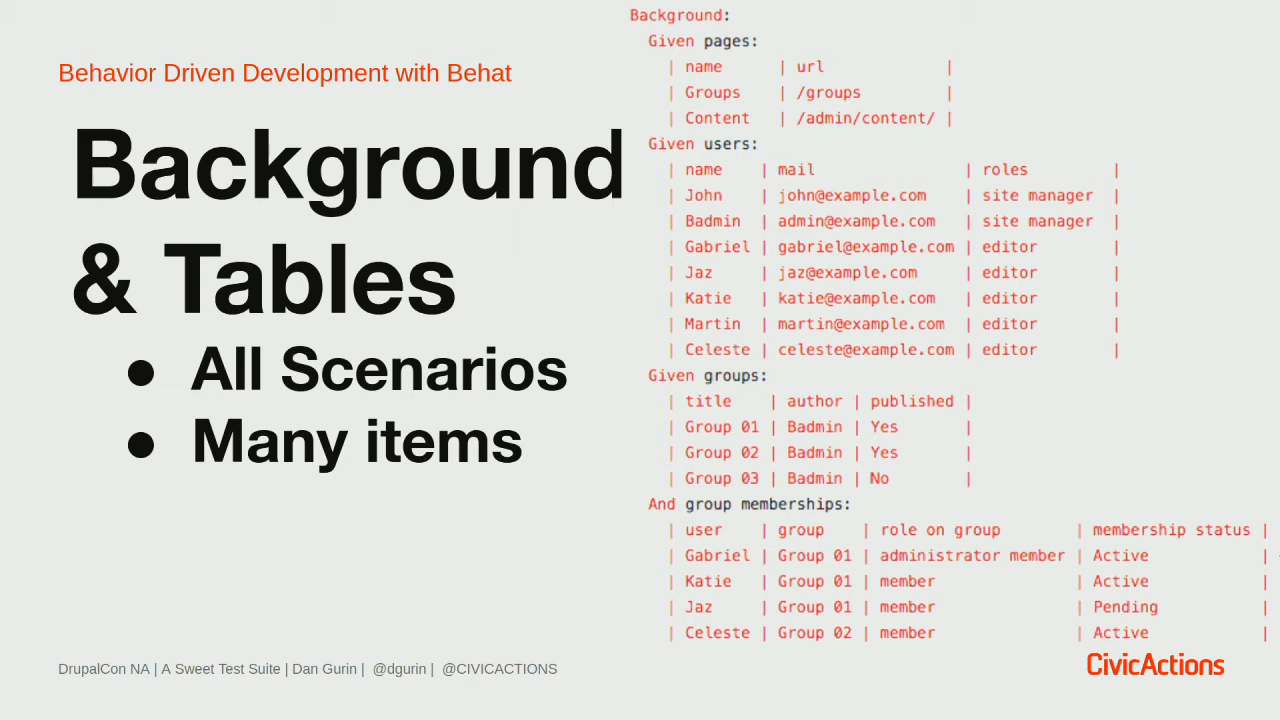 Behavior Driven Development with Behat
Background
& Tables
● All Scenarios
● Many items
Background:
Given pages:
| name | url |
| Groups | /groups |
| Content | /admin/content/ |
Given users:
| name | mail | roles |
| John | john@example.com | site manager |
| Badmin | admin@example.com | site manager |
| Gabriel | gabriel@example.com | editor |
| Jaz | jaz@example.com | editor |
| Katie | katie@example.com | editor |
| Martin | martin@example.com | editor |
| Celeste | celeste@example.com | editor |
Given groups:
| title | author | published |
| Group 01 | Badmin | Yes |
| Group 02 | Badmin | Yes |
| Group 03 | Badmin | No |
And group memberships:
| user | group | role on group | membership status |
| Gabriel | Group 01 | administrator member | Active |
| Katie | Group 01 | member | Active |
| Jaz | Group 01 | member | Pending |
| Celeste | Group 02 | member | Active |
DrupalCon NA | A Sweet Test Suite | Dan Gurin | @dgurin | @CIVICACTIONS
CivicActions